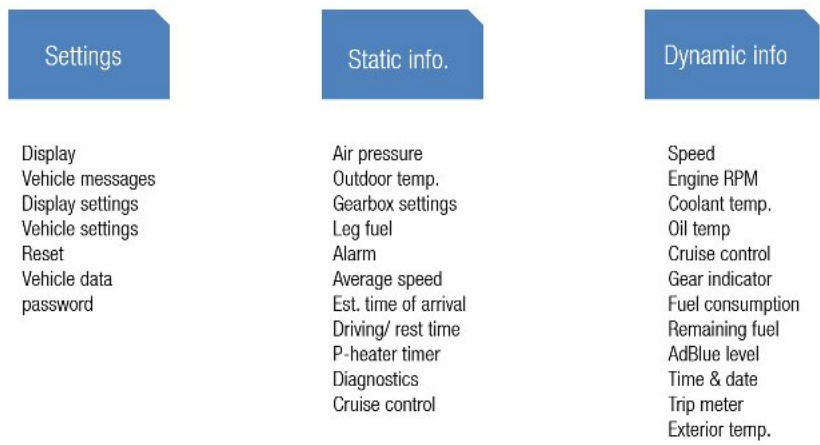 Settings
Display
Vehicle messages
Display settings
Vehicle settings
Reset
Vehicle data
password
Static info.
Air pressure
Outdoor temp.
Gearbox settings
Leg fuel
Alarm
Average speed
Est. time of arrival
Driving/ rest time
P-heater timer
Diagnostics
Cruise control
Dynamic info
Speed
Engine RPM
Coolant temp.
Oil temp
Cruise control
Gear indicator
Fuel consumption
Remaining fuel
AdBlue level
Time & date
Trip meter
Exterior temp.